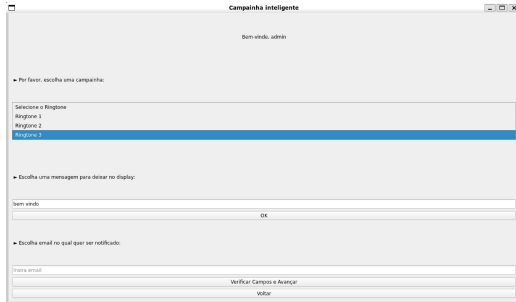 Campainha inteligente
Bem-vinde, admin
► Por favor, escolha uma campainha:
Selecione o Ringtone
Ringtone 1
Ringtone 2
Ringtone 3
► Escolha uma mensagem para deixar no display:
bem vindo
OK
► Escolha email no qual quer ser notificado:
insira email
Verificar Campos e Avançar
Voltar